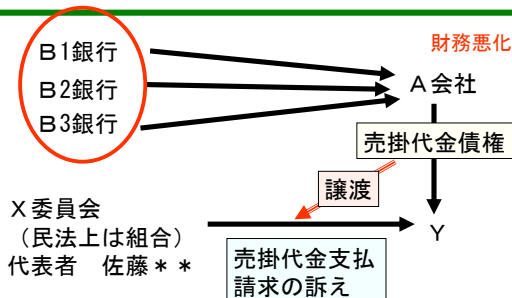 財務悪化
Ｂ1銀行
Ｂ2銀行
Ｂ3銀行
Ａ会社
売掛代金債権
譲渡
Ｘ委員会
（民法上は組合）
代表者　佐藤＊＊
Ｙ
売掛代金支払
請求の訴え